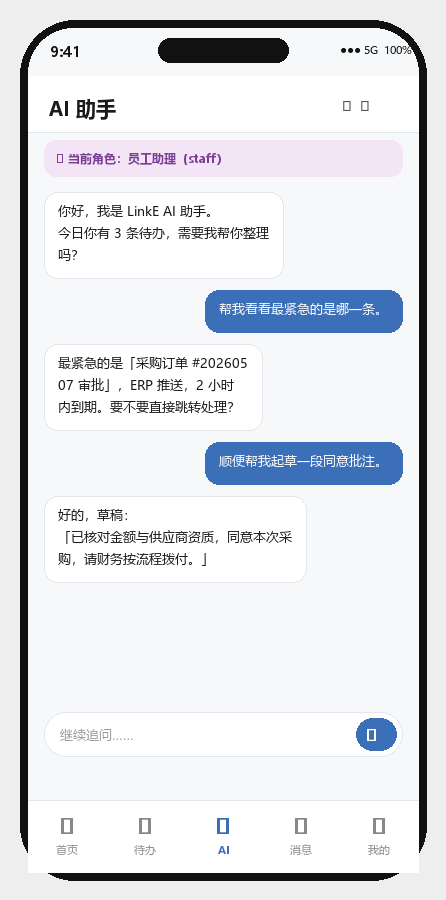 9:41
●●● 5G 100%
AI 助手
当前角色：员工助理（staff）
你好，我是 LinkE AI 助手。
今日你有 3 条待办，需要我帮你整理
吗？
帮我看看最紧急的是哪一条。
最紧急的是「采购订单 #202605
07 审批」，ERP 推送，2 小时
内到期。要不要直接跳转处理？
顺便帮我起草一段同意批注。
好的，草稿：
「已核对金额与供应商资质，同意本次采
购，请财务按流程拨付。」
继续追问……
首页
待办
AI
消息
我的